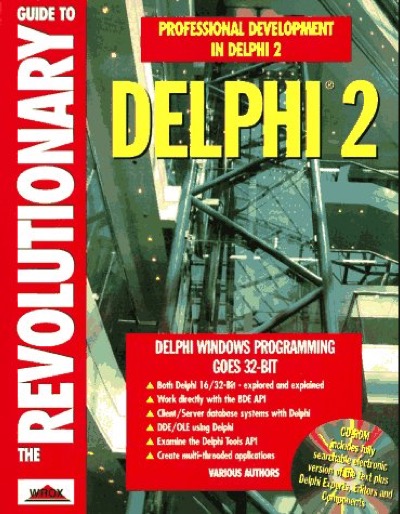 THE REVOLUTIONARY GUIDE TO
PROFESSIONAL DEVELOPMENT
IN DELPHI 2
DELPHI® 2
DELPHI WINDOWS PROGRAMMING
GOES 32-BIT
Both Delphi 16/32-Bit - explored and explained
Work directly with the BDE API
Client/Server database systems with Delphi
DDE/OLE using Delphi
Examine the Delphi Tools API
Create multi-threaded applications
VARIOUS AUTHORS
CD-ROM
includes fully
searchable electronic
version of the text plus
Delphi Experts, Editors and
Components
WROX